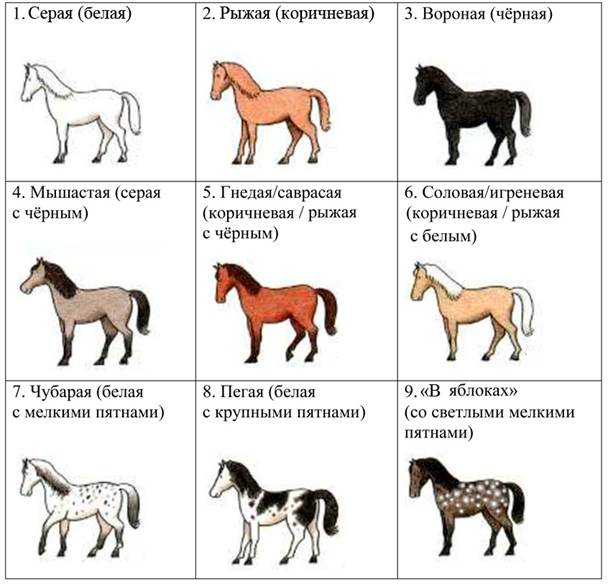 1. Серая (белая)
2. Рыжая (коричневая)
3. Вороная (чёрная)
4. Мышастая (серая
с чёрным)
5. Гнедая/саврасая
(коричневая / рыжая
с чёрным)
6. Соловая/игреневая
(коричневая / рыжая
с белым)
7. Чубарая (белая
с мелкими пятнами)
8. Пегая (белая
с крупными пятнами)
9. «В яблоках»
(со светлыми мелкими
пятнами)